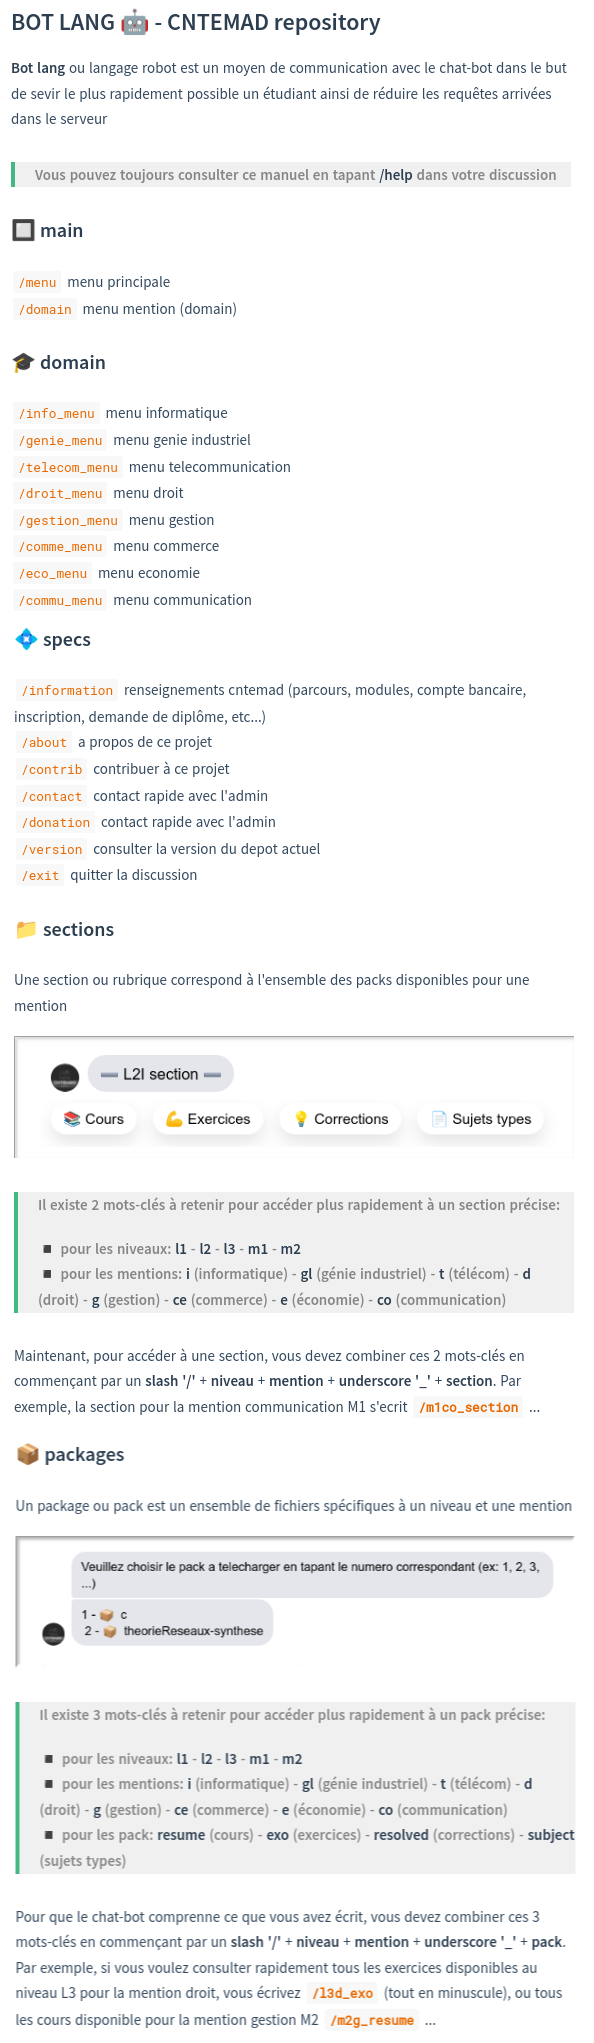 BOT LANG 🤖 - CNTEMAD repository
Bot lang ou langage robot est un moyen de communication avec le chat-bot dans le but
de sevir le plus rapidement possible un étudiant ainsi de réduire les requêtes arrivées
dans le serveur
Vous pouvez toujours consulter ce manuel en tapant /help dans votre discussion
🔲 main
/menu menu principale
/domain menu mention (domain)
🎓 domain
/info_menu menu informatique
/genie_menu menu genie industriel
/telecom_menu menu telecommunication
/droit_menu menu droit
/gestion_menu menu gestion
/comme_menu menu commerce
/eco_menu menu economie
/commu_menu menu communication
💠 specs
/information renseignements cntemad (parcours, modules, compte bancaire,
inscription, demande de diplôme, etc...)
/about a propos de ce projet
/contrib contribuer à ce projet
/contact contact rapide avec l'admin
/donation contact rapide avec l'admin
/version consulter la version du depot actuel
/exit quitter la discussion
📁 sections
Une section ou rubrique correspond à l'ensemble des packs disponibles pour une
mention
➖ L2I section ➖
📚 Cours 💪 Exercices 💡 Corrections 📄 Sujets types
Il existe 2 mots-clés à retenir pour accéder plus rapidement à un section précise:
◾ pour les niveaux: l1 - l2 - l3 - m1 - m2
◾ pour les mentions: i (informatique) - gl (génie industriel) - t (télécom) - d
(droit) - g (gestion) - ce (commerce) - e (économie) - co (communication)
Maintenant, pour accéder à une section, vous devez combiner ces 2 mots-clés en
commençant par un slash '/' + niveau + mention + underscore '_' + section. Par
exemple, la section pour la mention communication M1 s'ecrit /m1co_section ...
📦 packages
Un package ou pack est un ensemble de fichiers spécifiques à un niveau et une mention
Veuillez choisir le pack a telecharger en tapant le numero correspondant (ex: 1, 2, 3,
...)
1 - 📦 c
2 - 📦 theorieReseaux-synthese
Il existe 3 mots-clés à retenir pour accéder plus rapidement à un pack précise:
◾ pour les niveaux: l1 - l2 - l3 - m1 - m2
◾ pour les mentions: i (informatique) - gl (génie industriel) - t (télécom) - d
(droit) - g (gestion) - ce (commerce) - e (économie) - co (communication)
◾ pour les pack: resume (cours) - exo (exercices) - resolved (corrections) - subject
(sujets types)
Pour que le chat-bot comprenne ce que vous avez écrit, vous devez combiner ces 3
mots-clés en commençant par un slash '/' + niveau + mention + underscore '_' + pack.
Par exemple, si vous voulez consulter rapidement tous les exercices disponibles au
niveau L3 pour la mention droit, vous écrivez /l3d_exo (tout en minuscule), ou tous
les cours disponible pour la mention gestion M2 /m2g_resume ...